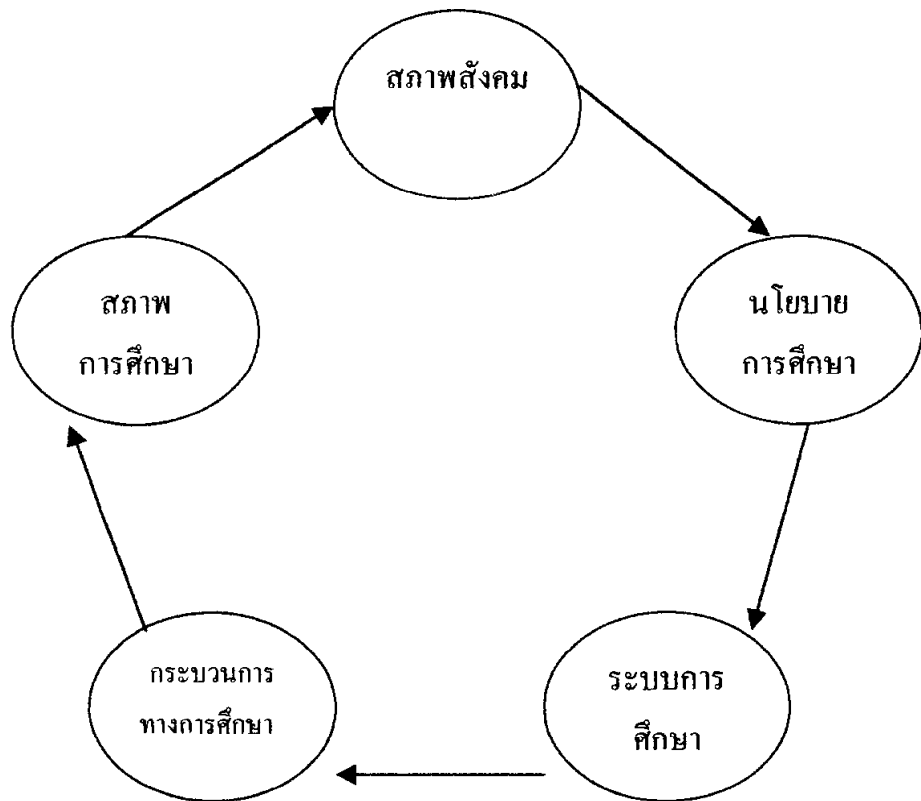 สภาพสังคม
สภาพ
การศึกษา
นโยบาย
การศึกษา
กระบวนการ
ทางการศึกษา
ระบบการ
ศึกษา